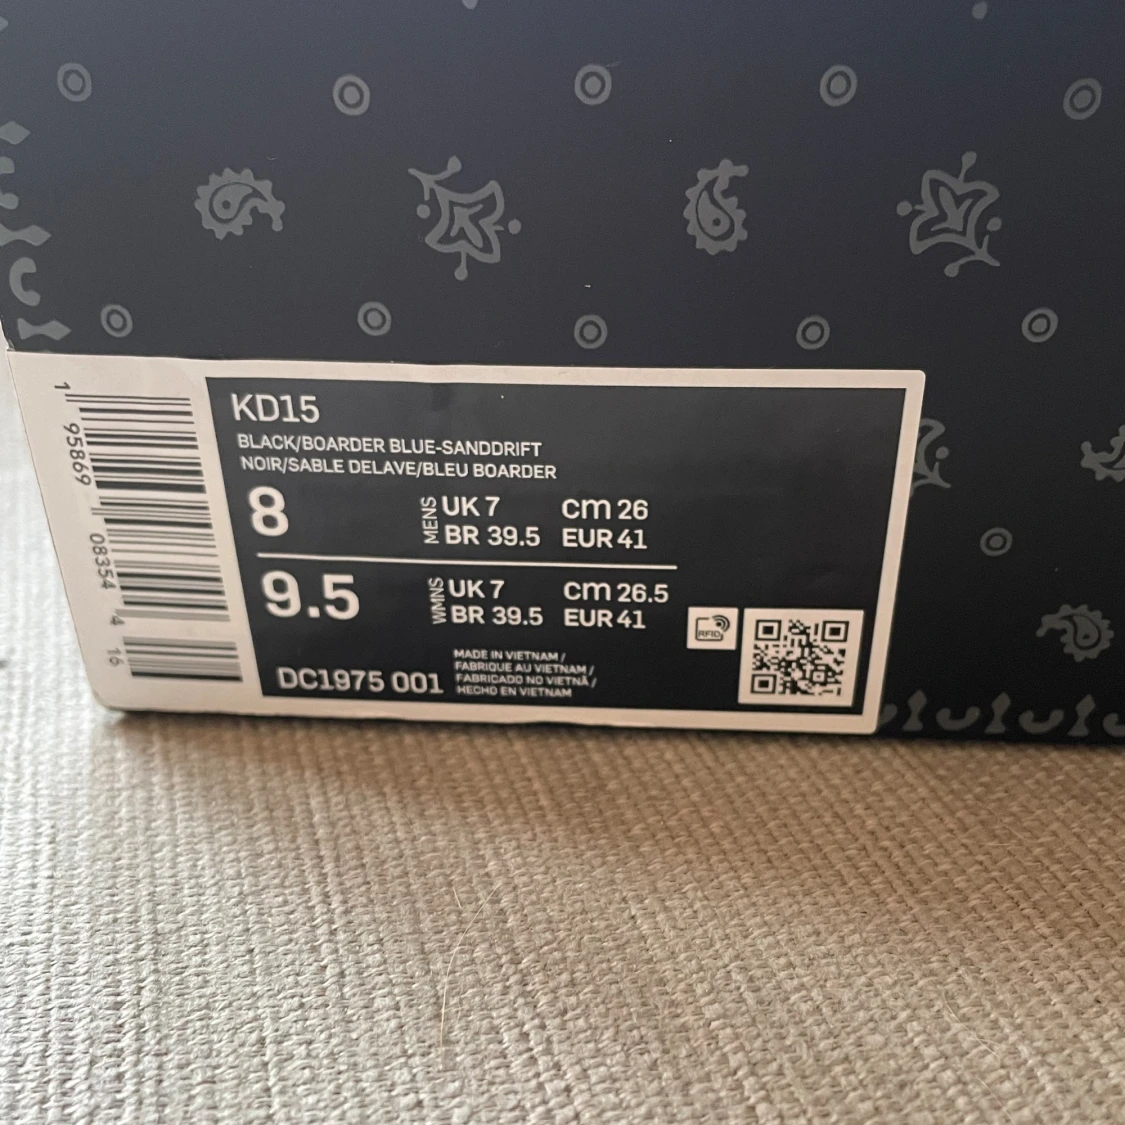 KD15
BLACK/BOARDER BLUE-SANDDRIFT
NOIR/SABLE DELAVE/BLEU BOARDER
8 MENS UK 7 cm 26
BR 39.5 EUR 41
9.5 WMNS UK 7 cm 26.5
BR 39.5 EUR 41
DC1975 001
MADE IN VIETNAM /
FABRIQUE AU VIETNAM /
FABRICADO NO VIETNÃ /
HECHO EN VIETNAM
RFID
1 95869 08354 4 16